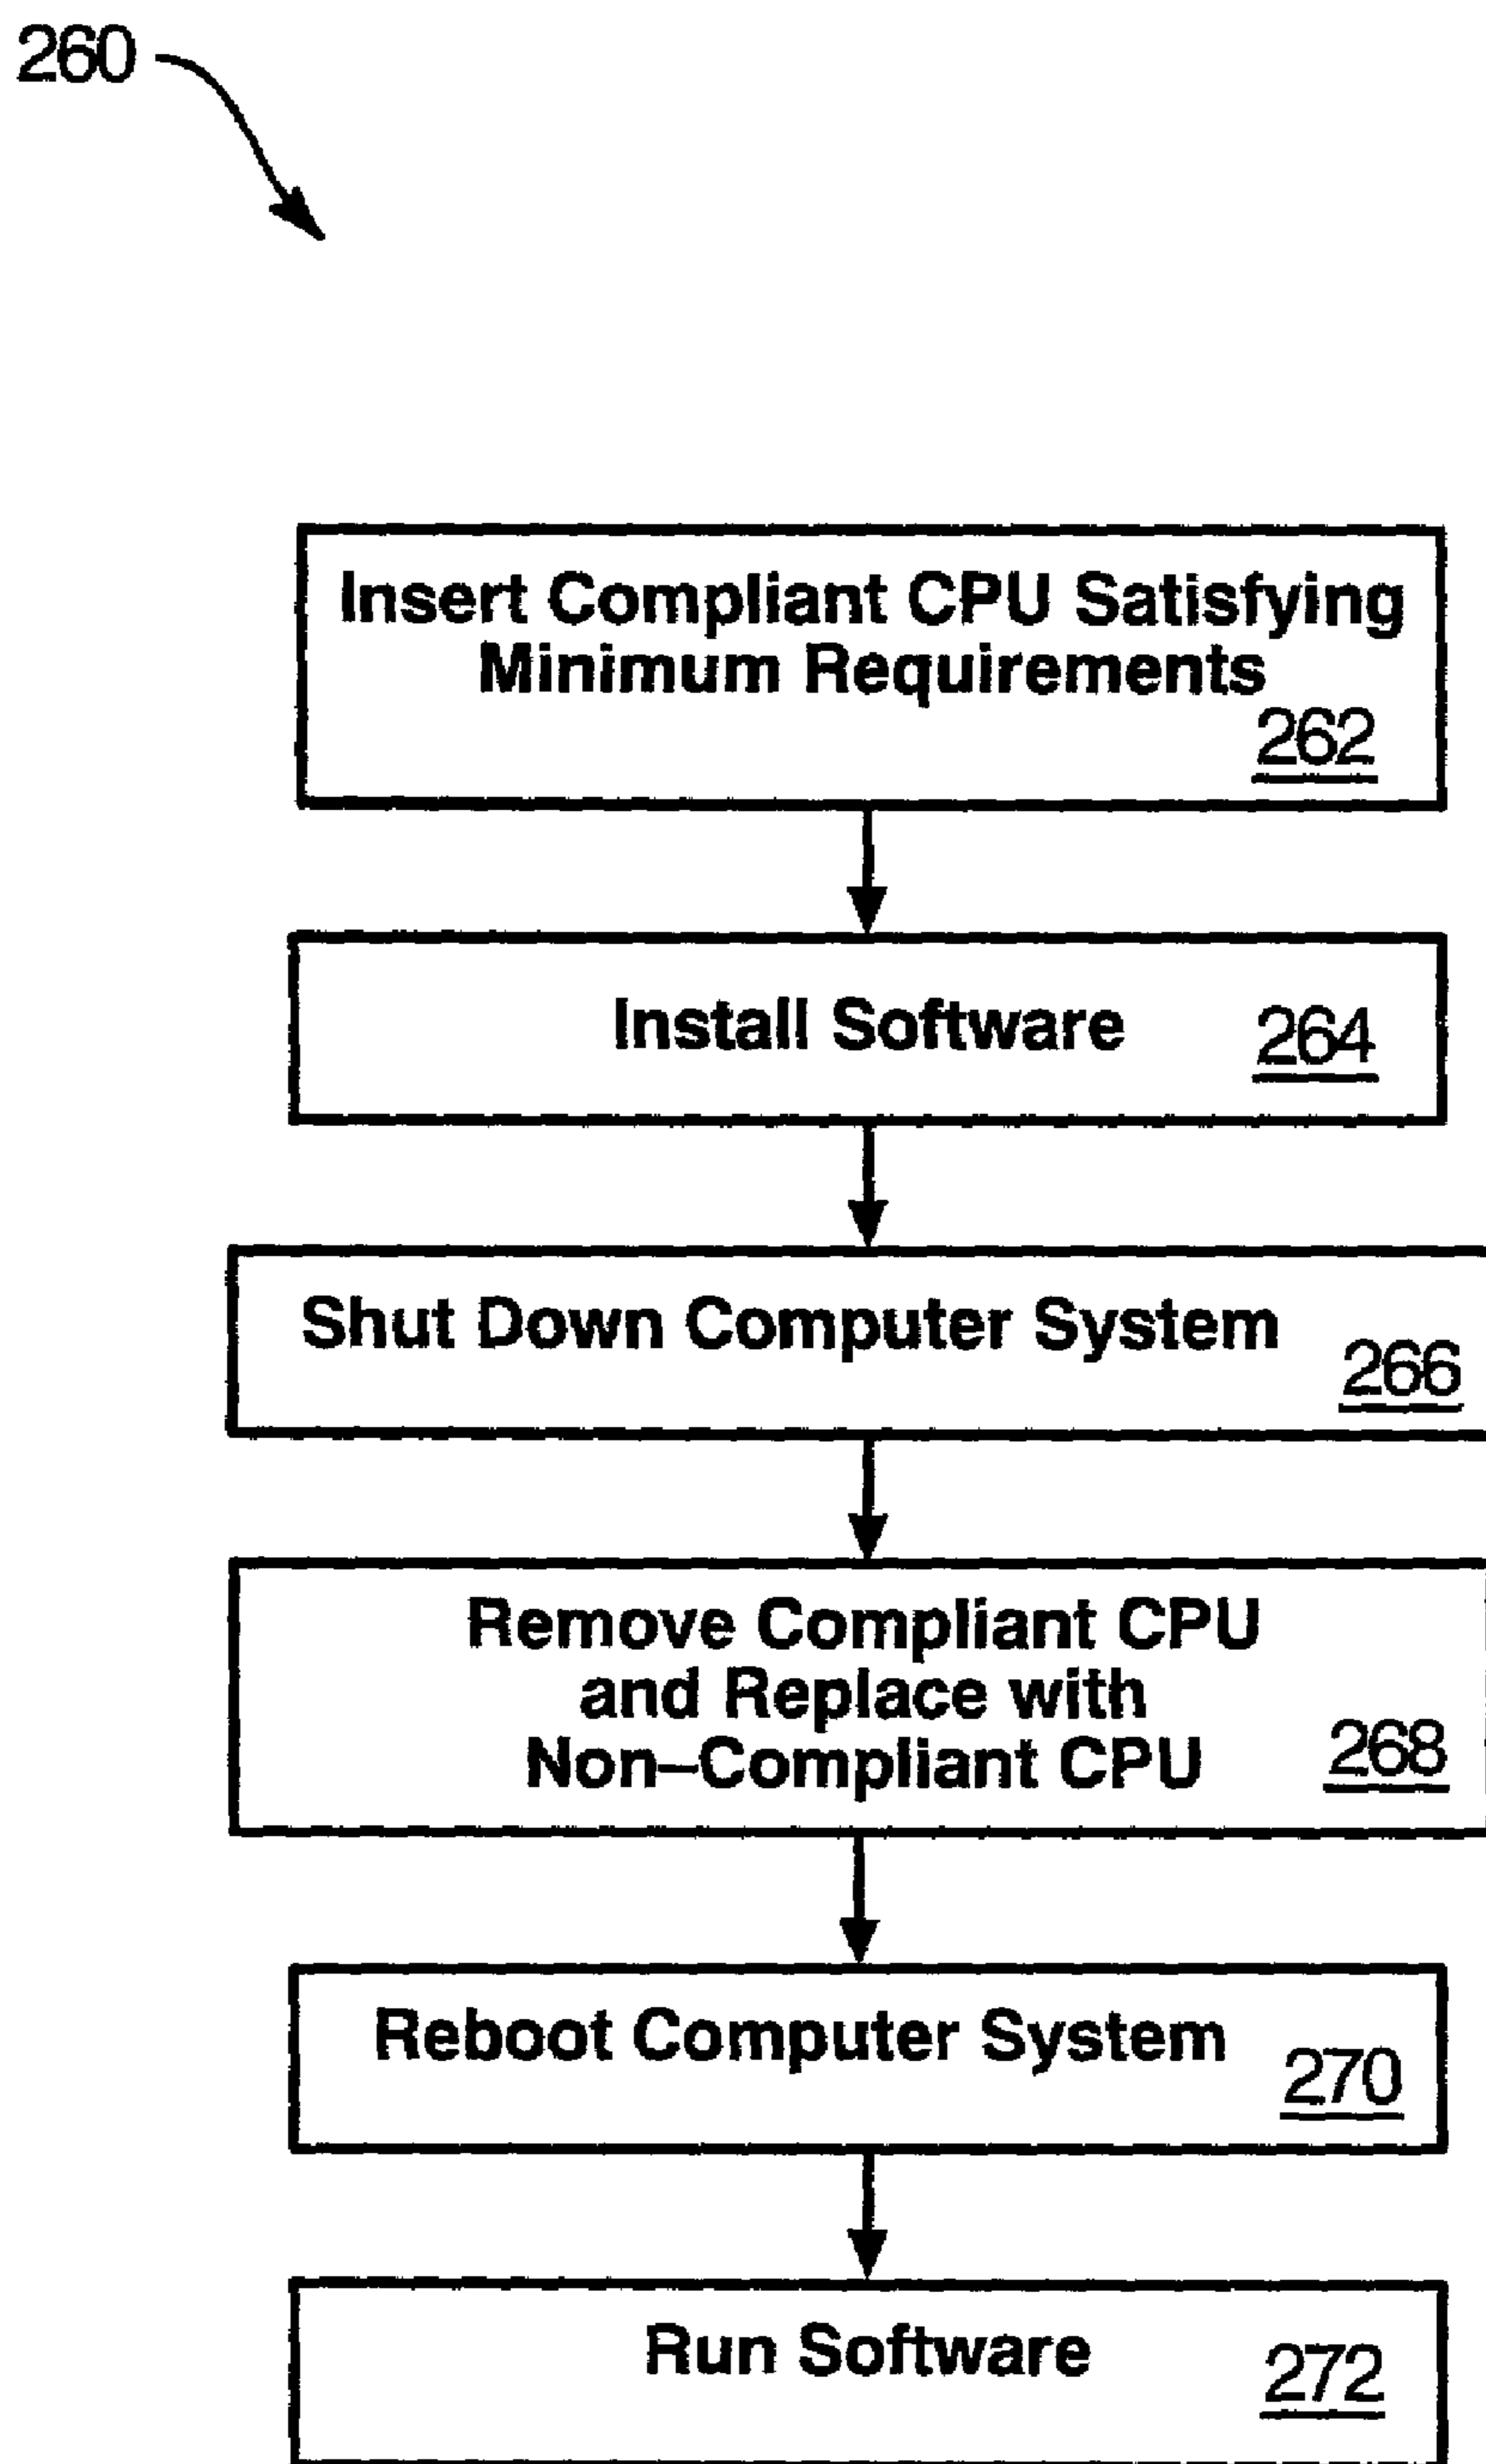 260
Insert Compliant CPU Satisfying
Minimum Requirements
262
Install Software 264
Shut Down Computer System
266
Remove Compliant CPU
and Replace with
Non–Compliant CPU 268
Reboot Computer System
270
Run Software 272